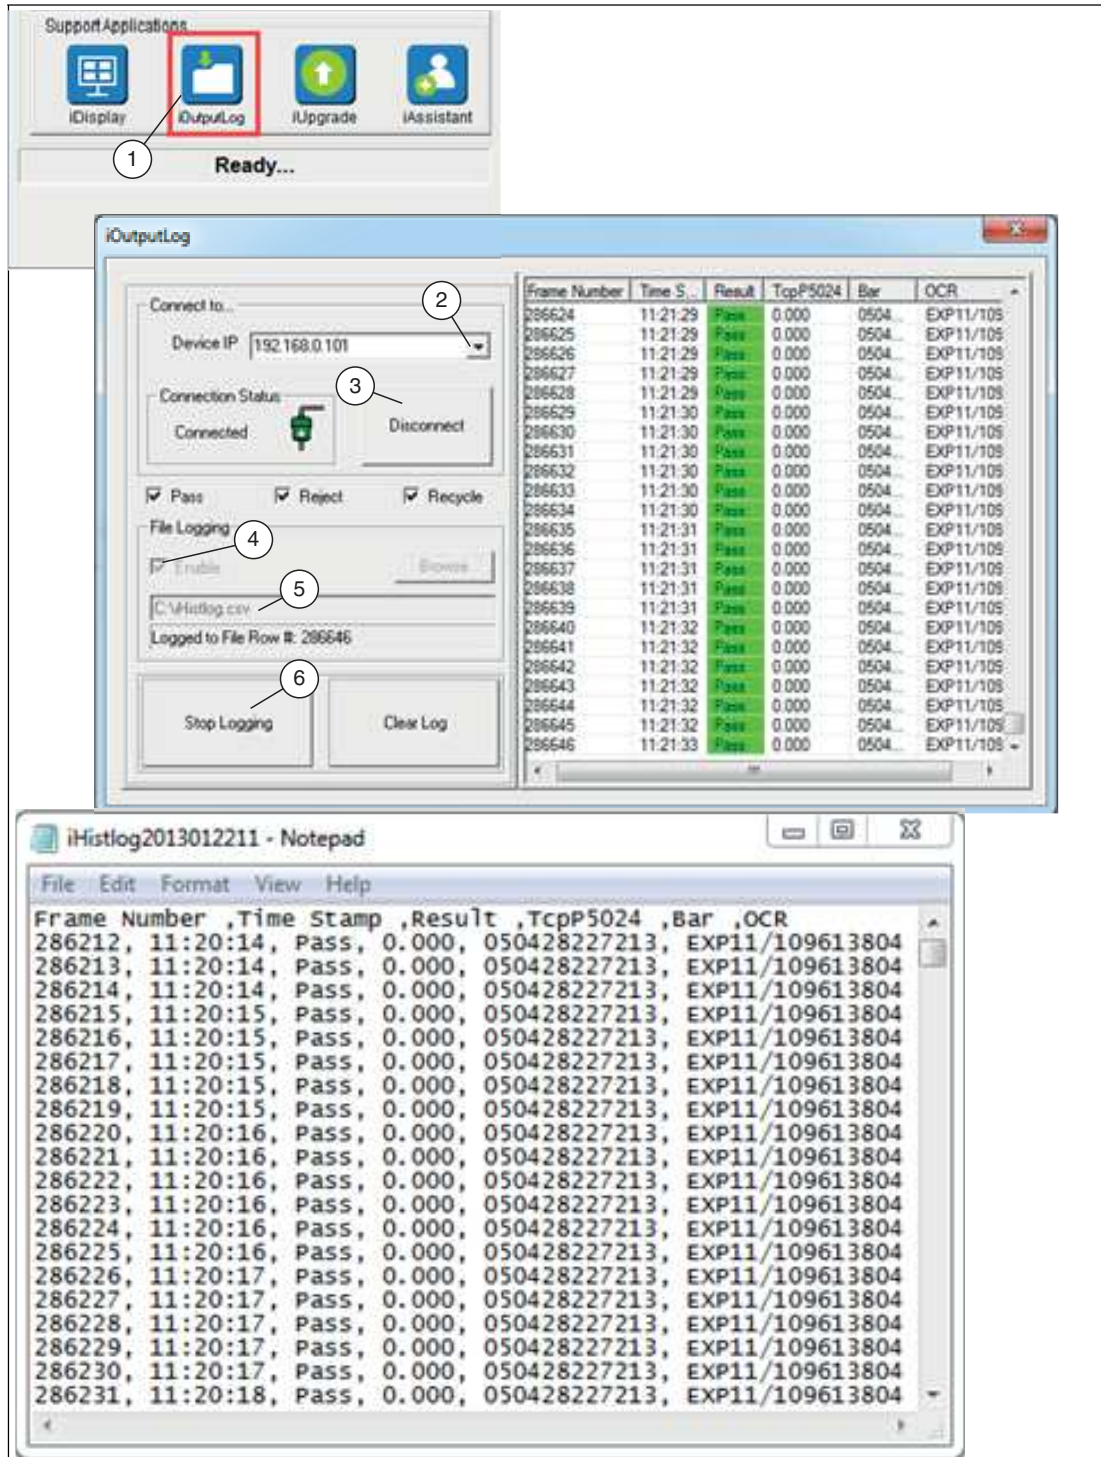 Support Applications
iDisplay iOutputLog iUpgrade iAssistant
1
Ready...
iOutputLog
Connect to...
2
Device IP 192.168.0.101
Connection Status
3
Connected
Disconnect
Pass Reject Recycle
File Logging
4
Enable Browse
5
C:\iHistlog.csv
Logged to File Row #: 286646
6
Stop Logging Clear Log
Frame Number Time S... Result TcpP5024 Bar OCR
286624 11:21:29 Pass 0.000 0504... EXP11/109
286625 11:21:29 Pass 0.000 0504... EXP11/109
286626 11:21:29 Pass 0.000 0504... EXP11/109
286627 11:21:29 Pass 0.000 0504... EXP11/109
286628 11:21:29 Pass 0.000 0504... EXP11/109
286629 11:21:30 Pass 0.000 0504... EXP11/109
286630 11:21:30 Pass 0.000 0504... EXP11/109
286631 11:21:30 Pass 0.000 0504... EXP11/109
286632 11:21:30 Pass 0.000 0504... EXP11/109
286633 11:21:30 Pass 0.000 0504... EXP11/109
286634 11:21:30 Pass 0.000 0504... EXP11/109
286635 11:21:31 Pass 0.000 0504... EXP11/109
286636 11:21:31 Pass 0.000 0504... EXP11/109
286637 11:21:31 Pass 0.000 0504... EXP11/109
286638 11:21:31 Pass 0.000 0504... EXP11/109
286639 11:21:31 Pass 0.000 0504... EXP11/109
286640 11:21:32 Pass 0.000 0504... EXP11/109
286641 11:21:32 Pass 0.000 0504... EXP11/109
286642 11:21:32 Pass 0.000 0504... EXP11/109
286643 11:21:32 Pass 0.000 0504... EXP11/109
286644 11:21:32 Pass 0.000 0504... EXP11/109
286645 11:21:32 Pass 0.000 0504... EXP11/109
286646 11:21:33 Pass 0.000 0504... EXP11/109
iHistlog2013012211 - Notepad
File Edit Format View Help
Frame Number ,Time Stamp ,Result ,TcpP5024 ,Bar ,OCR
286212, 11:20:14, Pass, 0.000, 050428227213, EXP11/109613804
286213, 11:20:14, Pass, 0.000, 050428227213, EXP11/109613804
286214, 11:20:14, Pass, 0.000, 050428227213, EXP11/109613804
286215, 11:20:15, Pass, 0.000, 050428227213, EXP11/109613804
286216, 11:20:15, Pass, 0.000, 050428227213, EXP11/109613804
286217, 11:20:15, Pass, 0.000, 050428227213, EXP11/109613804
286218, 11:20:15, Pass, 0.000, 050428227213, EXP11/109613804
286219, 11:20:15, Pass, 0.000, 050428227213, EXP11/109613804
286220, 11:20:16, Pass, 0.000, 050428227213, EXP11/109613804
286221, 11:20:16, Pass, 0.000, 050428227213, EXP11/109613804
286222, 11:20:16, Pass, 0.000, 050428227213, EXP11/109613804
286223, 11:20:16, Pass, 0.000, 050428227213, EXP11/109613804
286224, 11:20:16, Pass, 0.000, 050428227213, EXP11/109613804
286225, 11:20:16, Pass, 0.000, 050428227213, EXP11/109613804
286226, 11:20:17, Pass, 0.000, 050428227213, EXP11/109613804
286227, 11:20:17, Pass, 0.000, 050428227213, EXP11/109613804
286228, 11:20:17, Pass, 0.000, 050428227213, EXP11/109613804
286229, 11:20:17, Pass, 0.000, 050428227213, EXP11/109613804
286230, 11:20:17, Pass, 0.000, 050428227213, EXP11/109613804
286231, 11:20:18, Pass, 0.000, 050428227213, EXP11/109613804